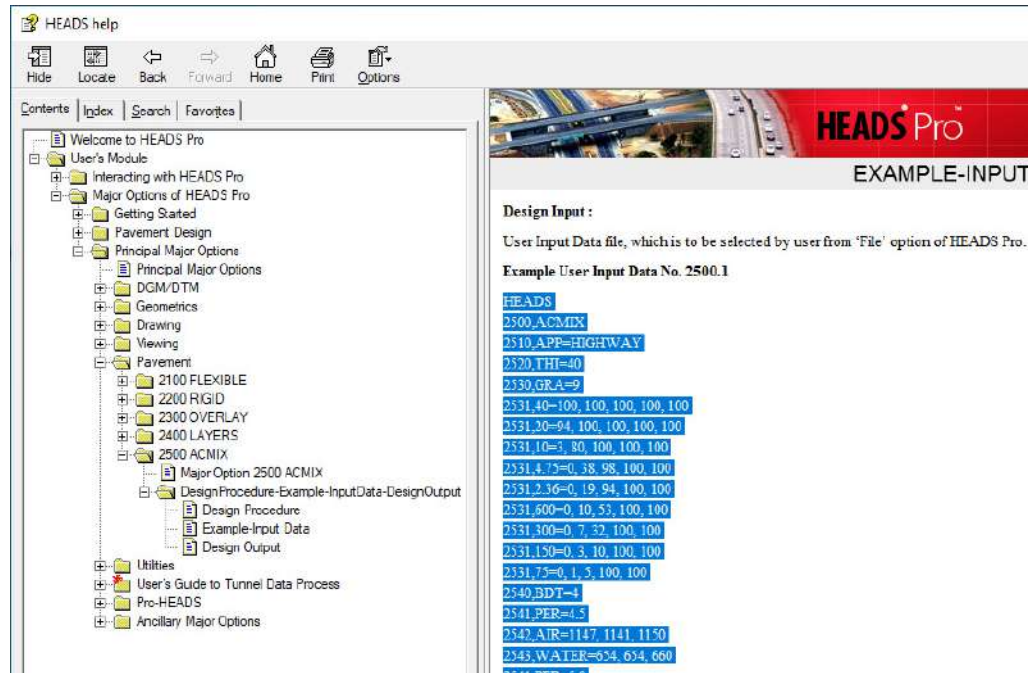 HEADS help
Hide Locate Back Forward Home Print Options
Contents Index Search Favorites
Welcome to HEADS Pro
User's Module
Interacting with HEADS Pro
Major Options of HEADS Pro
Getting Started
Pavement Design
Principal Major Options
Principal Major Options
DGM/DTM
Geometrics
Drawing
Viewing
Pavement
2100 FLEXIBLE
2200 RIGID
2300 OVERLAY
2400 LAYERS
2500 ACMIX
Major Option 2500 ACMIX
DesignProcedure-Example-InputData-DesignOutput
Design Procedure
Example-Input Data
Design Output
Utilities
User's Guide to Tunnel Data Process
Pro-HEADS
Ancillary Major Options
HEADS Pro™
EXAMPLE-INPUT
Design Input :
User Input Data file, which is to be selected by user from 'File' option of HEADS Pro.
Example User Input Data No. 2500.1
HEADS
2500,ACMIX
2510,APP=HIGHWAY
2520,THI=40
2530,GRA=9
2531,40=100, 100, 100, 100, 100
2531,20=94, 100, 100, 100, 100
2531,10=3, 80, 100, 100, 100
2531,4.75=0, 38, 98, 100, 100
2531,2.36=0, 19, 94, 100, 100
2531,600=0, 10, 53, 100, 100
2531,300=0, 7, 32, 100, 100
2531,150=0, 3, 10, 100, 100
2531,75=0, 1, 5, 100, 100
2540,BDT=4
2541,PER=4.5
2542,AIR=1147, 1141, 1150
2543,WATER=654, 654, 660